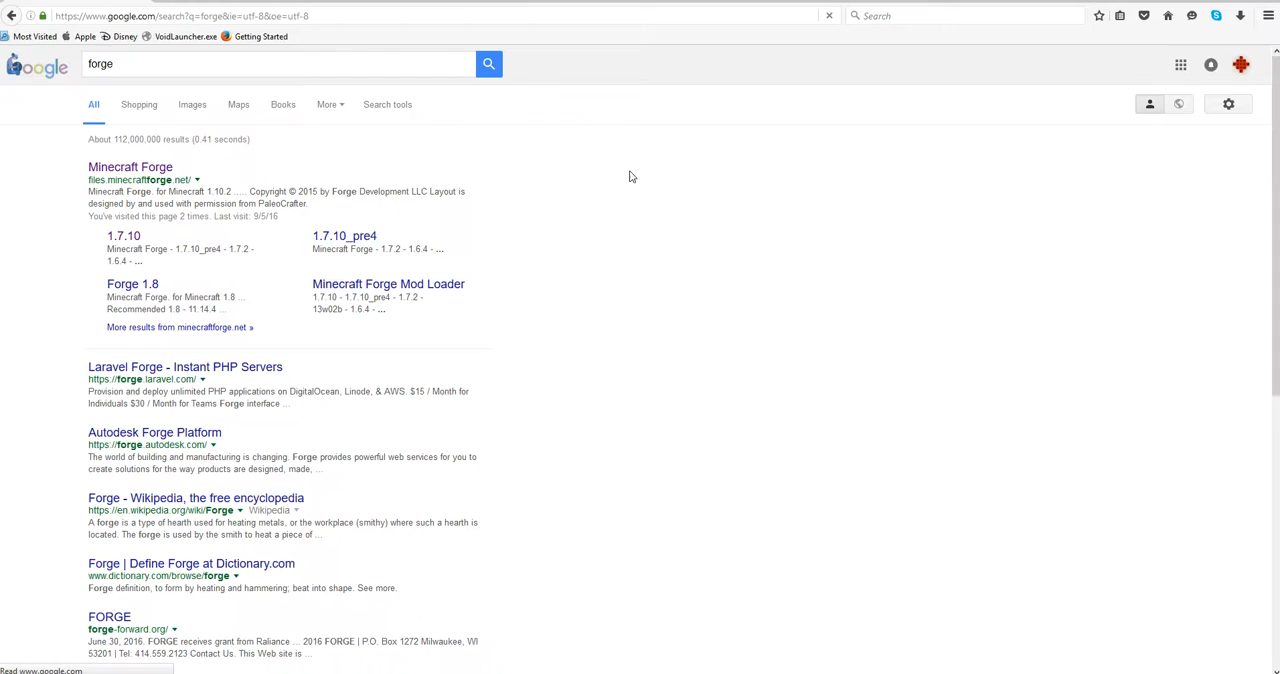 https://www.google.com/search?q=forge&ie=utf-8&oe=utf-8
Search
Most Visited Apple Disney VoidLauncher.exe Getting Started
Google
forge
All Shopping Images Maps Books More Search tools
About 112,000,000 results (0.41 seconds)
Minecraft Forge
files.minecraftforge.net/
Minecraft Forge. for Minecraft 1.10.2 ..... Copyright © 2015 by Forge Development LLC Layout is
designed by and used with permission from PaleoCrafter.
You've visited this page 2 times. Last visit: 9/5/16
1.7.10 1.7.10_pre4
Minecraft Forge - 1.7.10_pre4 - 1.7.2 - Minecraft Forge - 1.7.2 - 1.6.4 - ...
1.6.4 - ...
Forge 1.8 Minecraft Forge Mod Loader
Minecraft Forge. for Minecraft 1.8 ... 1.7.10 - 1.7.10_pre4 - 1.7.2 -
Recommended 1.8 - 11.14.4 ... 13w02b - 1.6.4 - ...
More results from minecraftforge.net »
Laravel Forge - Instant PHP Servers
https://forge.laravel.com/
Provision and deploy unlimited PHP applications on DigitalOcean, Linode, & AWS. $15 / Month for
Individuals $30 / Month for Teams Forge interface ...
Autodesk Forge Platform
https://forge.autodesk.com/
The world of building and manufacturing is changing. Forge provides powerful web services for you to
create solutions for the way products are designed, made, ...
Forge - Wikipedia, the free encyclopedia
https://en.wikipedia.org/wiki/Forge Wikipedia
A forge is a type of hearth used for heating metals, or the workplace (smithy) where such a hearth is
located. The forge is used by the smith to heat a piece of ...
Forge | Define Forge at Dictionary.com
www.dictionary.com/browse/forge
Forge definition, to form by heating and hammering; beat into shape. See more.
FORGE
forge-forward.org/
June 30, 2016. FORGE receives grant from Raliance ... 2016 FORGE | P.O. Box 1272 Milwaukee, WI
53201 | Tel: 414.559.2123 Contact Us. This Web site is ...
Read www.google.com